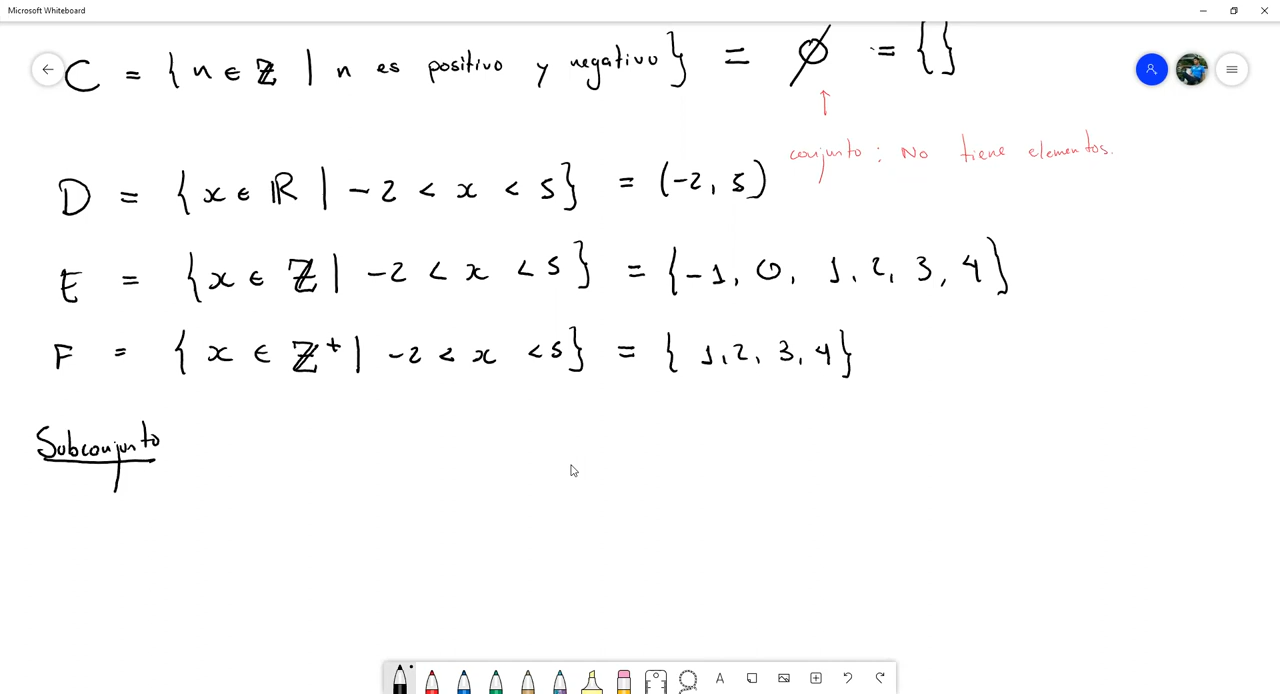 Microsoft Whiteboard
C = { n ∈ ℤ | n es positivo y negativo } = ∅ = { }
conjunto : No tiene elementos.
D = { x ∈ ℝ | -2 < x < 5 } = (-2, 5)
E = { x ∈ ℤ | -2 < x < 5 } = { -1, 0, 1, 2, 3, 4 }
F = { x ∈ ℤ+ | -2 < x < 5 } = { 1, 2, 3, 4 }
Subconjunto